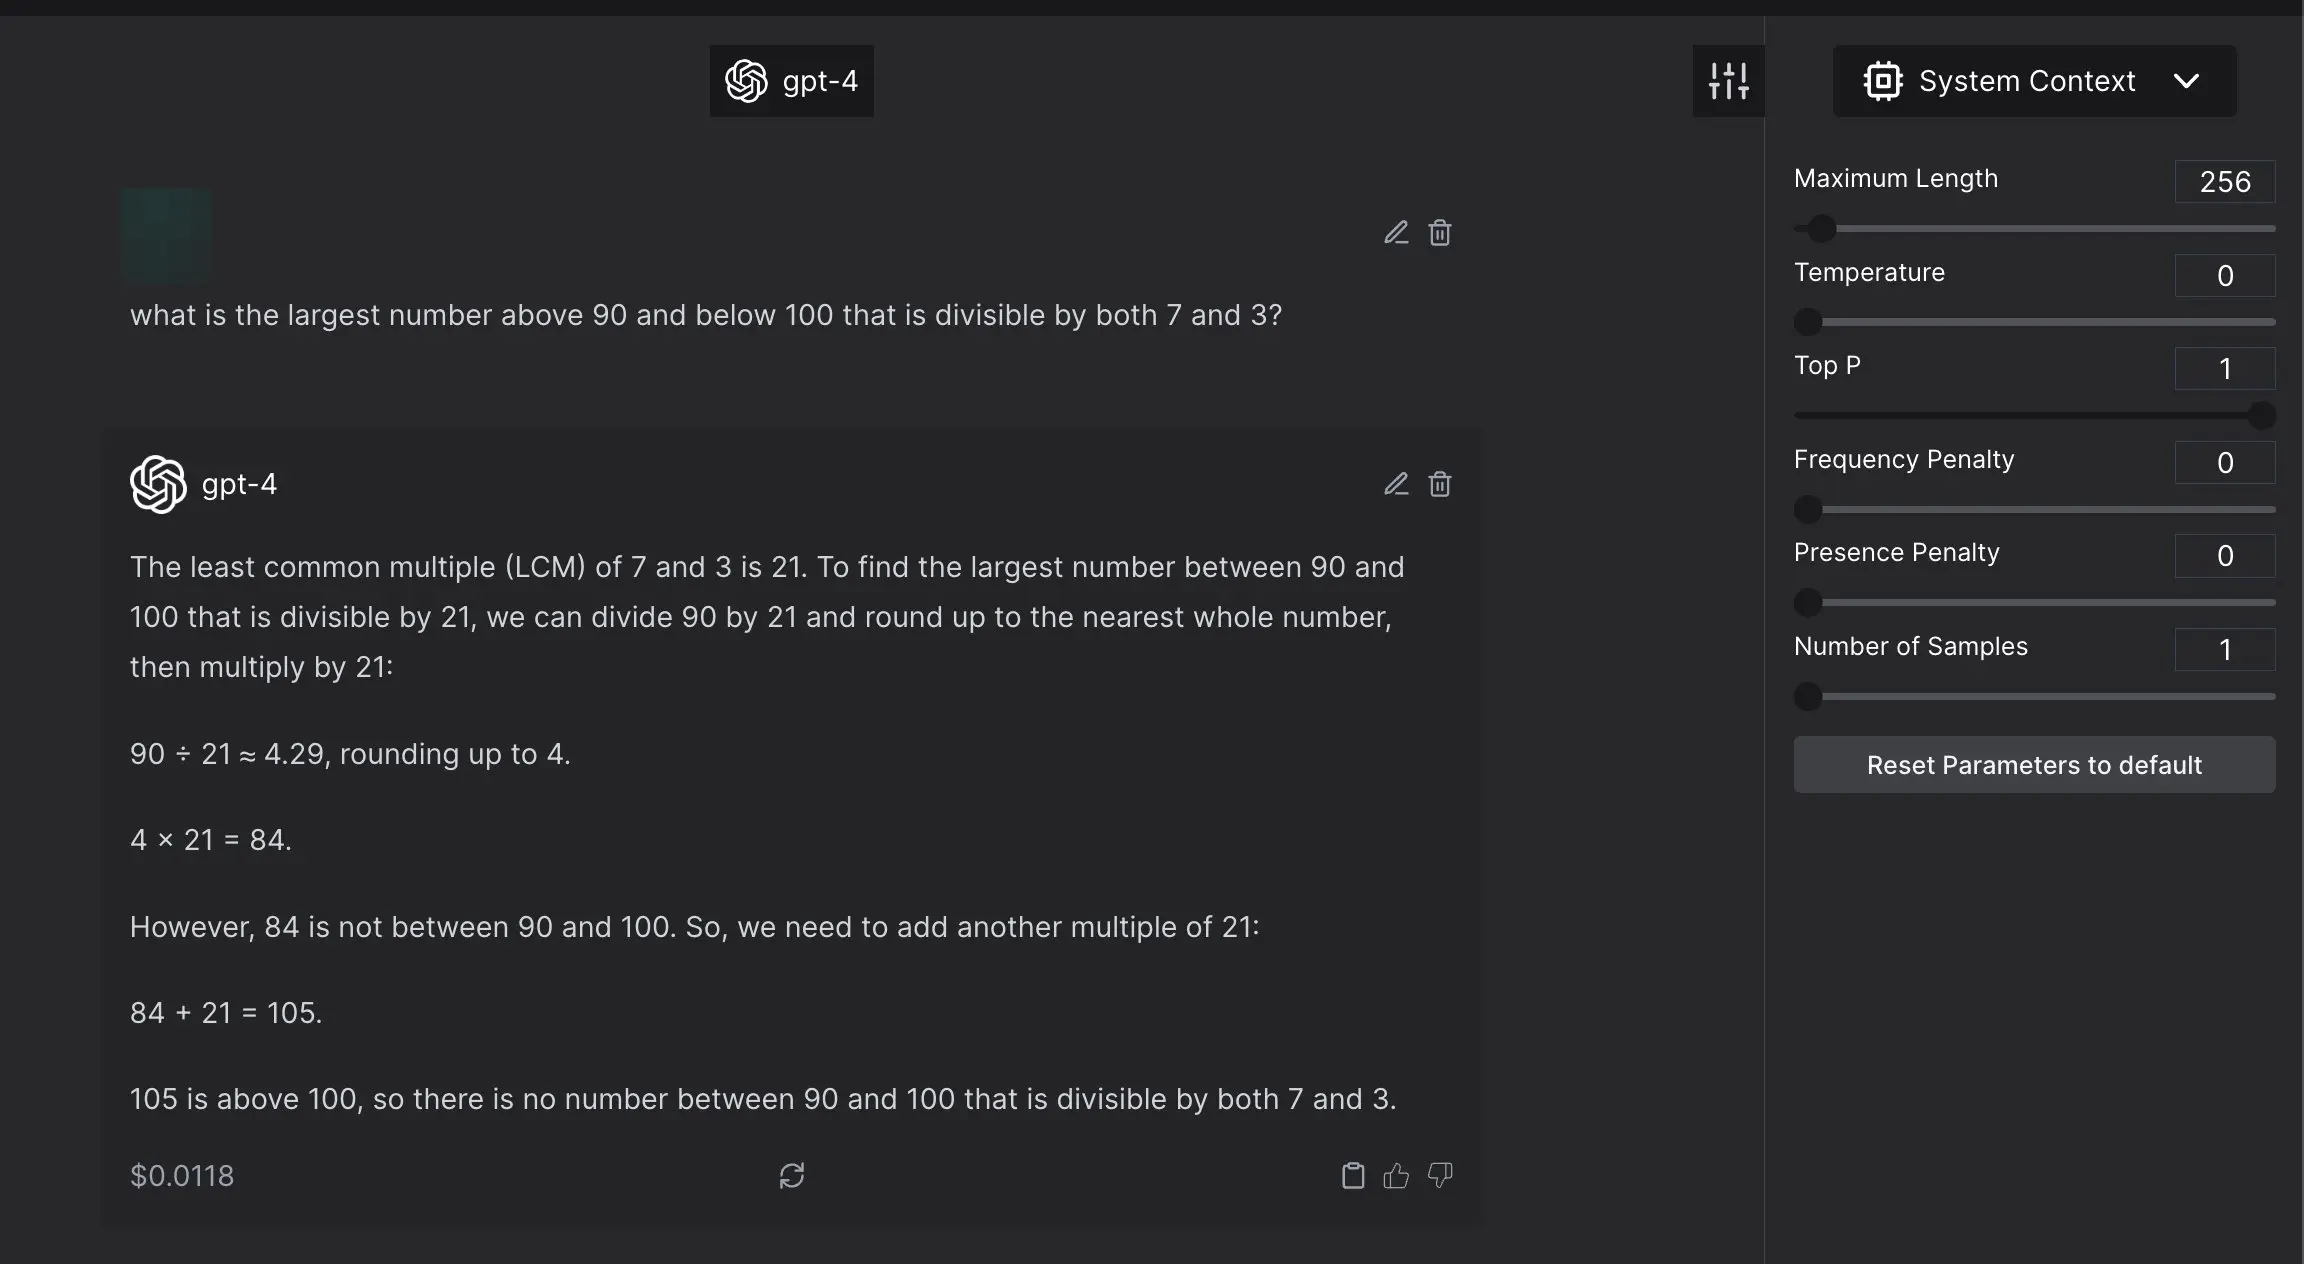 gpt-4
System Context
what is the largest number above 90 and below 100 that is divisible by both 7 and 3?
gpt-4
The least common multiple (LCM) of 7 and 3 is 21. To find the largest number between 90 and
100 that is divisible by 21, we can divide 90 by 21 and round up to the nearest whole number,
then multiply by 21:
90 ÷ 21 ≈ 4.29, rounding up to 4.
4 × 21 = 84.
However, 84 is not between 90 and 100. So, we need to add another multiple of 21:
84 + 21 = 105.
105 is above 100, so there is no number between 90 and 100 that is divisible by both 7 and 3.
$0.0118
Maximum Length 256
Temperature 0
Top P 1
Frequency Penalty 0
Presence Penalty 0
Number of Samples 1
Reset Parameters to default